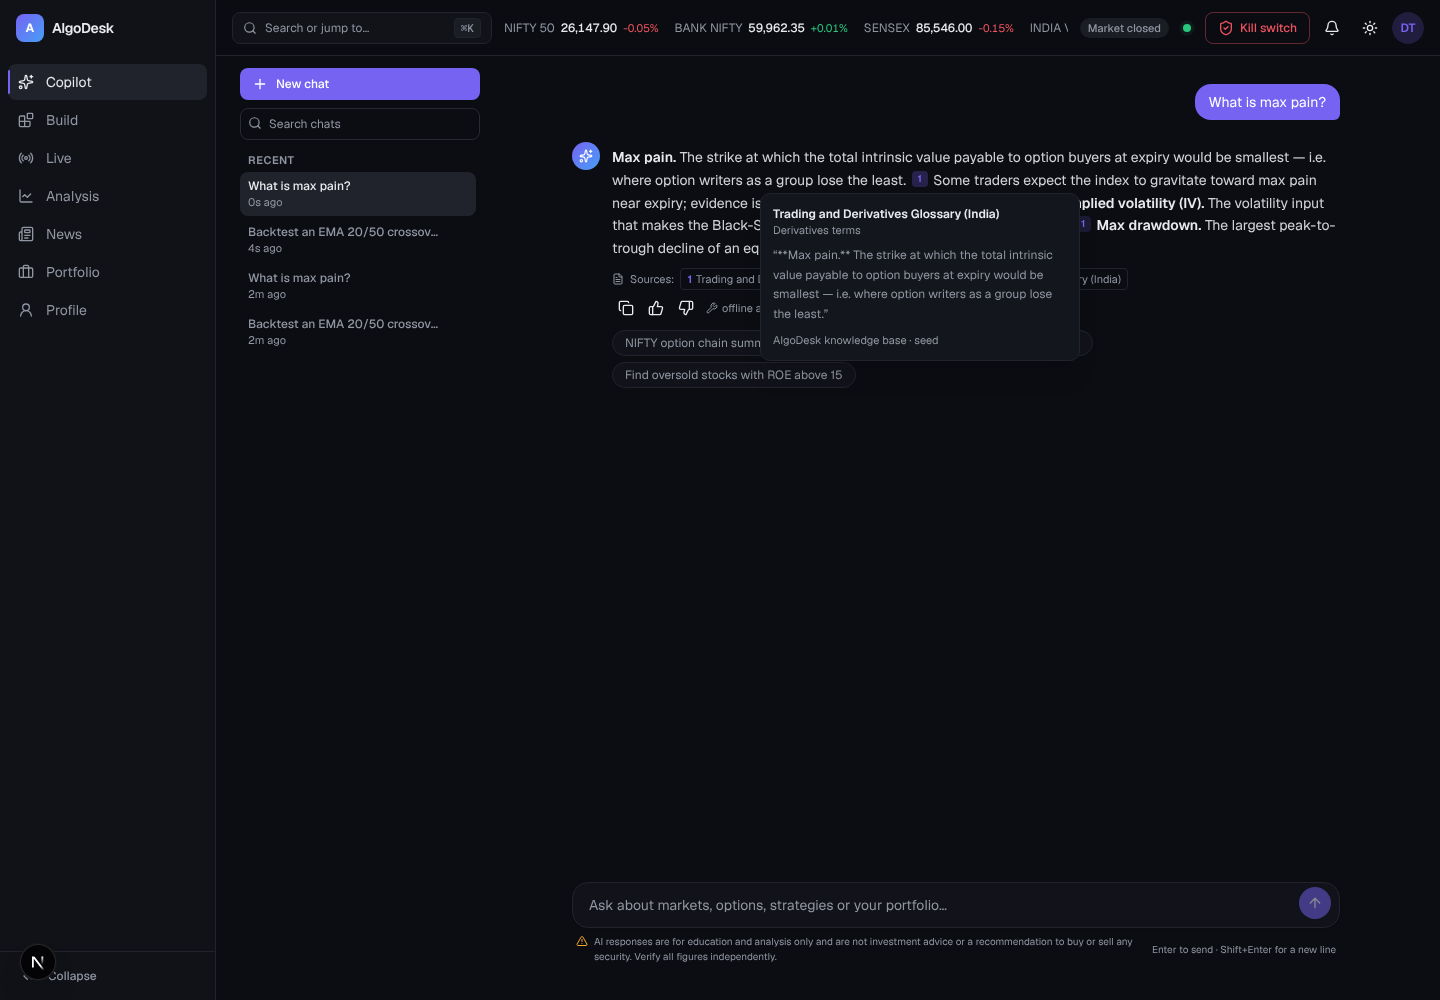 A AlgoDesk
Search or jump to... ⌘K
NIFTY 50 26,147.90 -0.05% BANK NIFTY 59,962.35 +0.01% SENSEX 85,546.00 -0.15% INDIA
Market closed
Kill switch
DT
Copilot
Build
Live
Analysis
News
Portfolio
Profile
Collapse
N
New chat
Search chats
RECENT
What is max pain?
0s ago
Backtest an EMA 20/50 crossov...
4s ago
What is max pain?
2m ago
Backtest an EMA 20/50 crossov...
2m ago
What is max pain?
Max pain. The strike at which the total intrinsic value payable to option buyers at expiry would be smallest — i.e.
where option writers as a group lose the least. 1 Some traders expect the index to gravitate toward max pain
near expiry; evidence is plied volatility (IV). The volatility input
that makes the Black-S 1 Max drawdown. The largest peak-to-
trough decline of an eq
Sources: 1 Trading and D ry (India)
offline a
NIFTY option chain sumn
Find oversold stocks with ROE above 15
Trading and Derivatives Glossary (India)
Derivatives terms
“**Max pain.** The strike at which the total intrinsic
value payable to option buyers at expiry would be
smallest — i.e. where option writers as a group lose
the least.”
AlgoDesk knowledge base · seed
Ask about markets, options, strategies or your portfolio...
AI responses are for education and analysis only and are not investment advice or a recommendation to buy or sell any
security. Verify all figures independently.
Enter to send · Shift+Enter for a new line